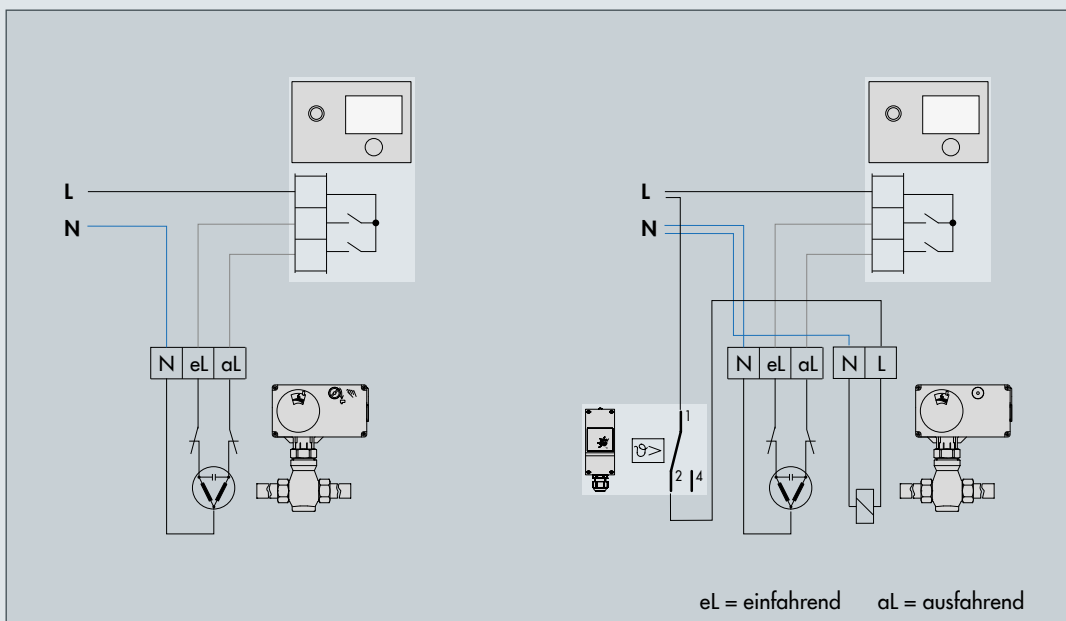 L
N
N eL aL
L
N
N eL aL
N L
1
ϑ>
2 4
eL = einfahrend aL = ausfahrend